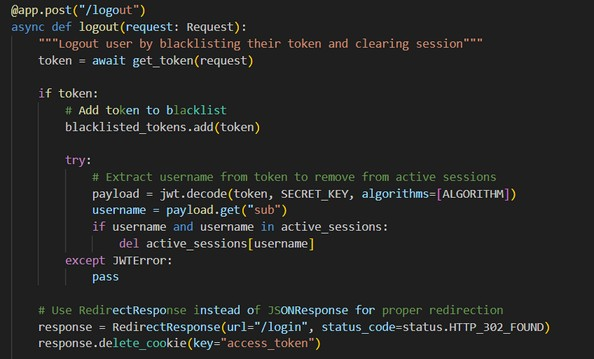 @app.post("/logout")
async def logout(request: Request):
    """Logout user by blacklisting their token and clearing session"""
    token = await get_token(request)

    if token:
        # Add token to blacklist
        blacklisted_tokens.add(token)

        try:
            # Extract username from token to remove from active sessions
            payload = jwt.decode(token, SECRET_KEY, algorithms=[ALGORITHM])
            username = payload.get("sub")
            if username and username in active_sessions:
                del active_sessions[username]
        except JWTError:
            pass

    # Use RedirectResponse instead of JSONResponse for proper redirection
    response = RedirectResponse(url="/login", status_code=status.HTTP_302_FOUND)
    response.delete_cookie(key="access_token")